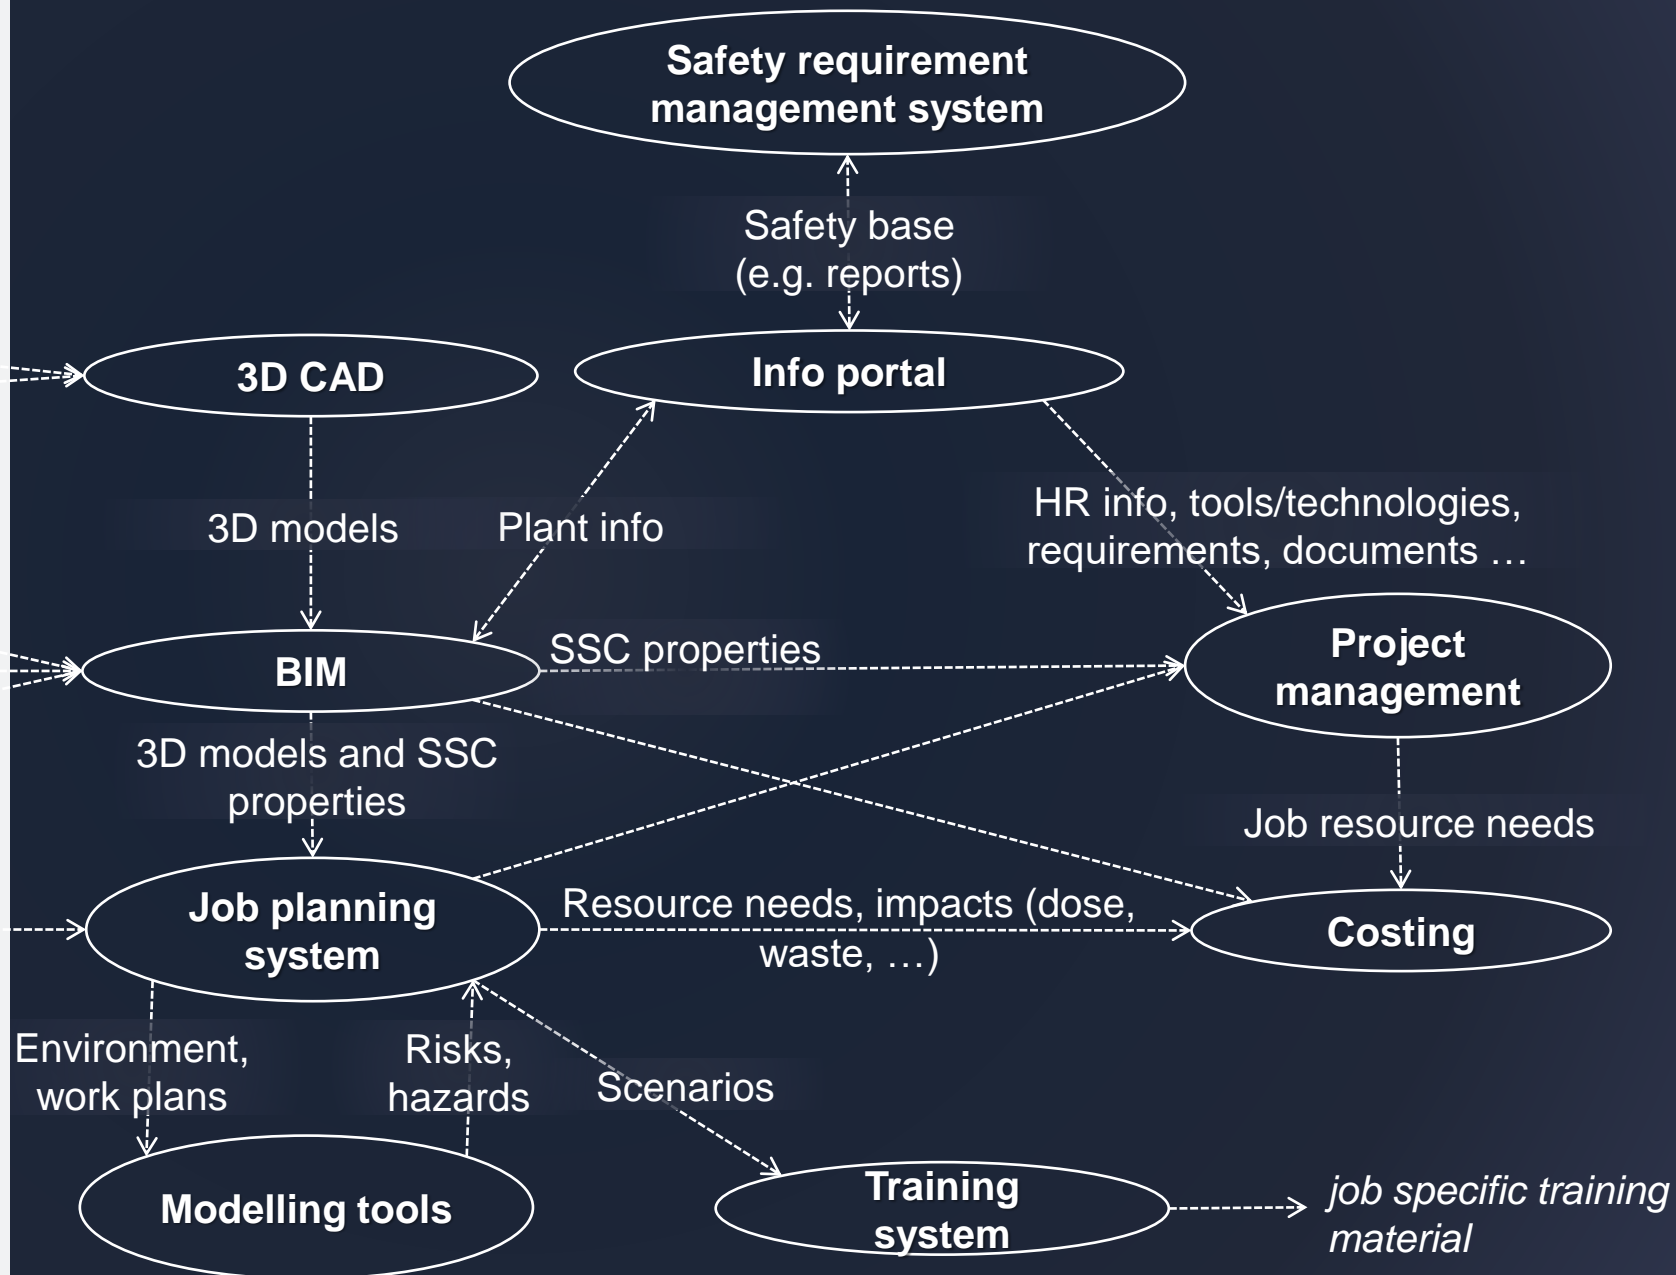 Safety requirement
management system
Safety base
(e.g. reports)
3D CAD
Info portal
3D models
Plant info
HR info, tools/technologies,
requirements, documents …
BIM
SSC properties
Project
management
3D models and SSC
properties
Job resource needs
Job planning
system
Resource needs, impacts (dose,
waste, …)
Costing
Environment,
work plans
Risks,
hazards
Scenarios
Modelling tools
Training
system
job specific training
material